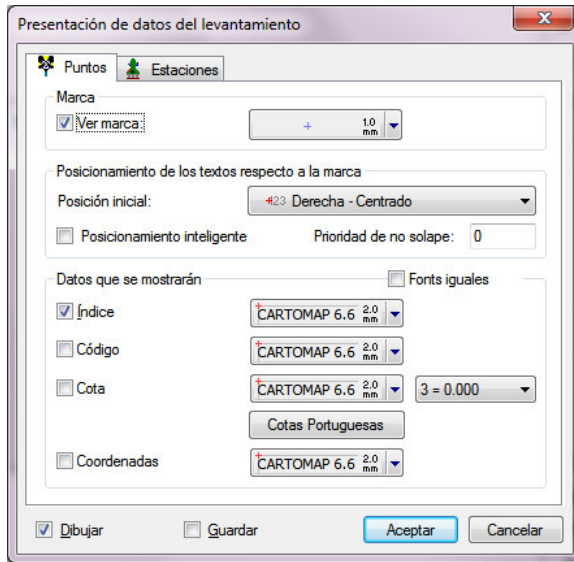 Presentación de datos del levantamiento
Puntos
Estaciones
Marca
Ver marca:
1.0 mm
Posicionamiento de los textos respecto a la marca
Posición inicial:
123 Derecha - Centrado
Posicionamiento inteligente
Prioridad de no solape: 0
Datos que se mostrarán
Fonts iguales
Índice
CARTOMAP 6.6 2.0 mm
Código
CARTOMAP 6.6 2.0 mm
Cota
CARTOMAP 6.6 2.0 mm
3 = 0.000
Cotas Portuguesas
Coordenadas
CARTOMAP 6.6 2.0 mm
Dibujar
Guardar
Aceptar
Cancelar